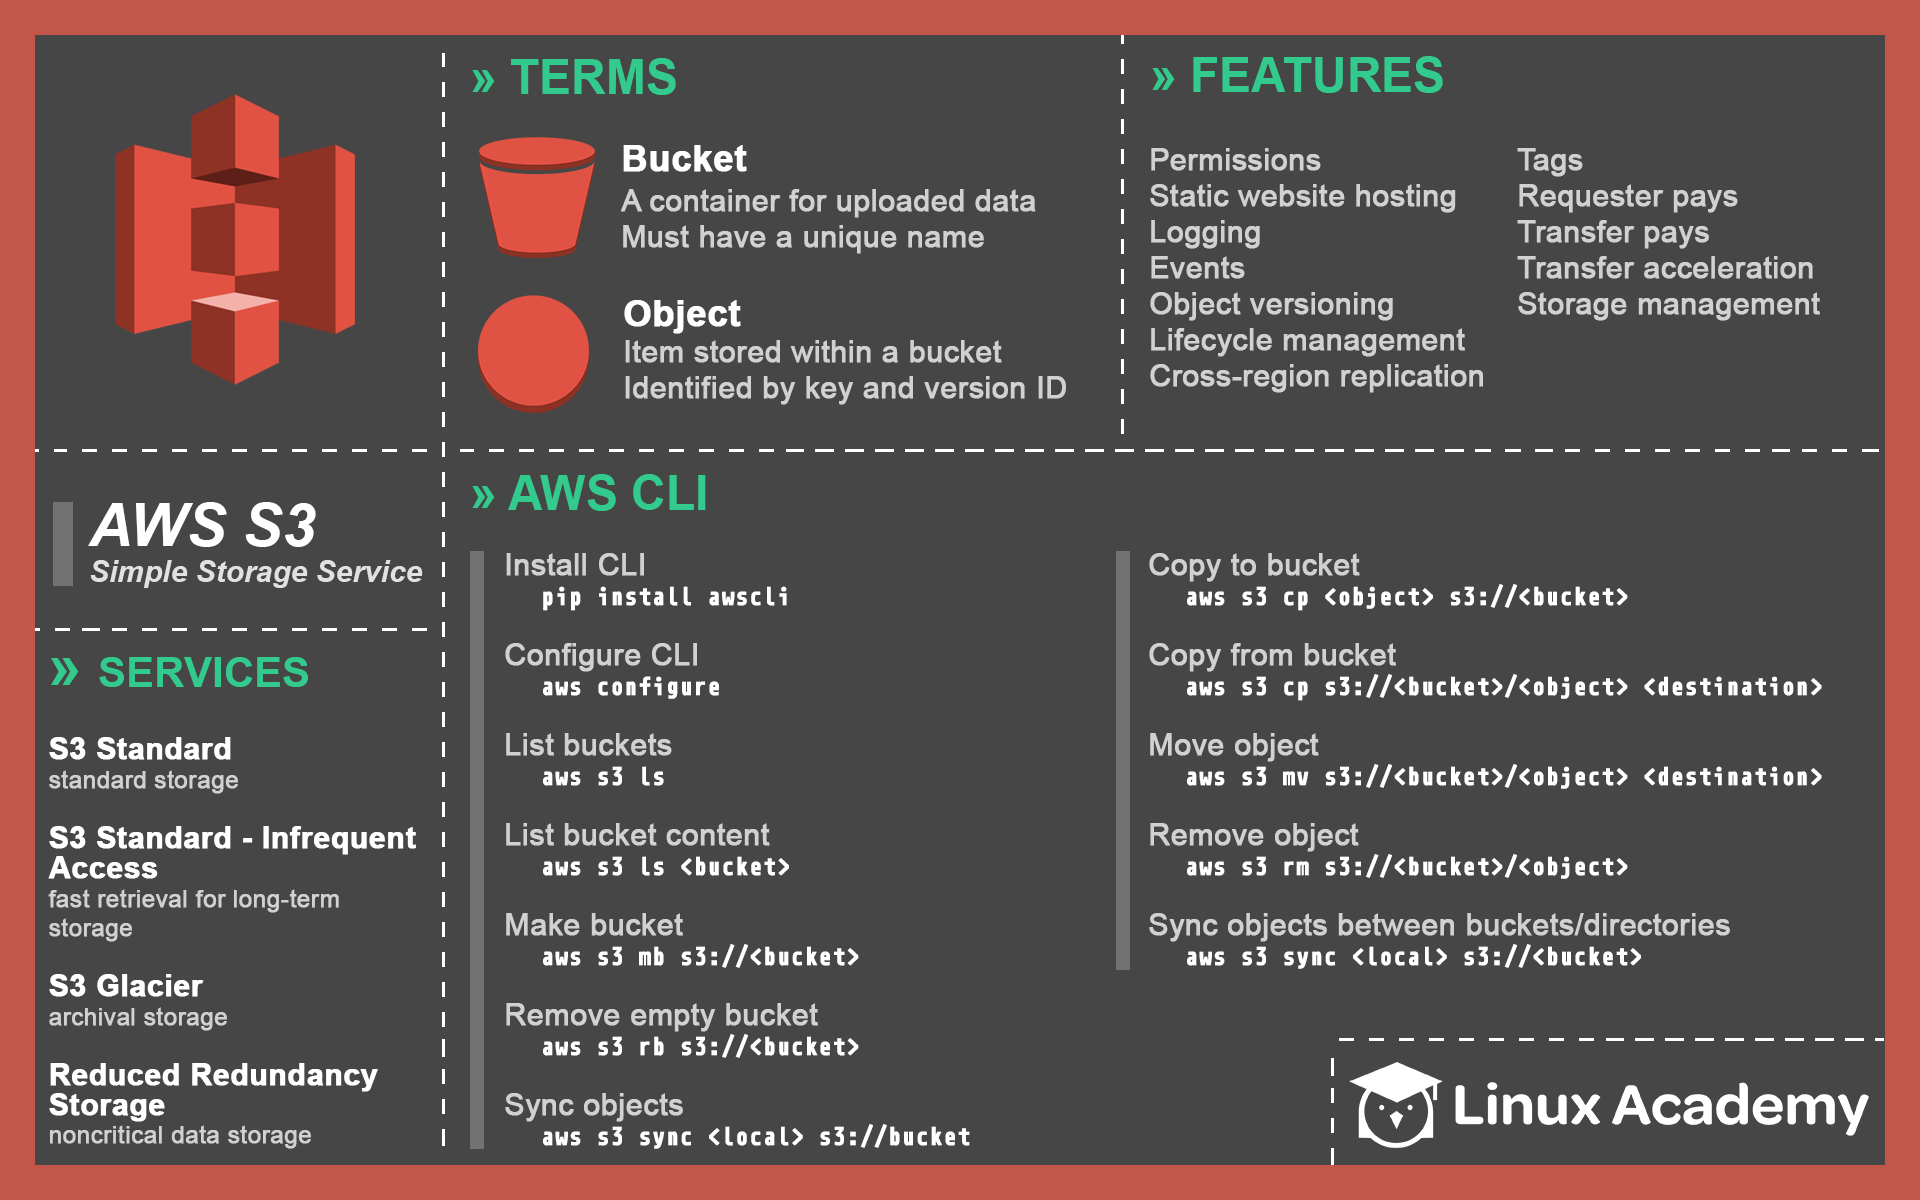 » TERMS
Bucket
A container for uploaded data
Must have a unique name
Object
Item stored within a bucket
Identified by key and version ID
» FEATURES
Permissions
Static website hosting
Logging
Events
Object versioning
Lifecycle management
Cross-region replication
Tags
Requester pays
Transfer pays
Transfer acceleration
Storage management
AWS S3
Simple Storage Service
» SERVICES
S3 Standard
standard storage
S3 Standard - Infrequent
Access
fast retrieval for long-term
storage
S3 Glacier
archival storage
Reduced Redundancy
Storage
noncritical data storage
» AWS CLI
Install CLI
pip install awscli
Configure CLI
aws configure
List buckets
aws s3 ls
List bucket content
aws s3 ls <bucket>
Make bucket
aws s3 mb s3://<bucket>
Remove empty bucket
aws s3 rb s3://<bucket>
Sync objects
aws s3 sync <local> s3://bucket
Copy to bucket
aws s3 cp <object> s3://<bucket>
Copy from bucket
aws s3 cp s3://<bucket>/<object> <destination>
Move object
aws s3 mv s3://<bucket>/<object> <destination>
Remove object
aws s3 rm s3://<bucket>/<object>
Sync objects between buckets/directories
aws s3 sync <local> s3://<bucket>
Linux Academy